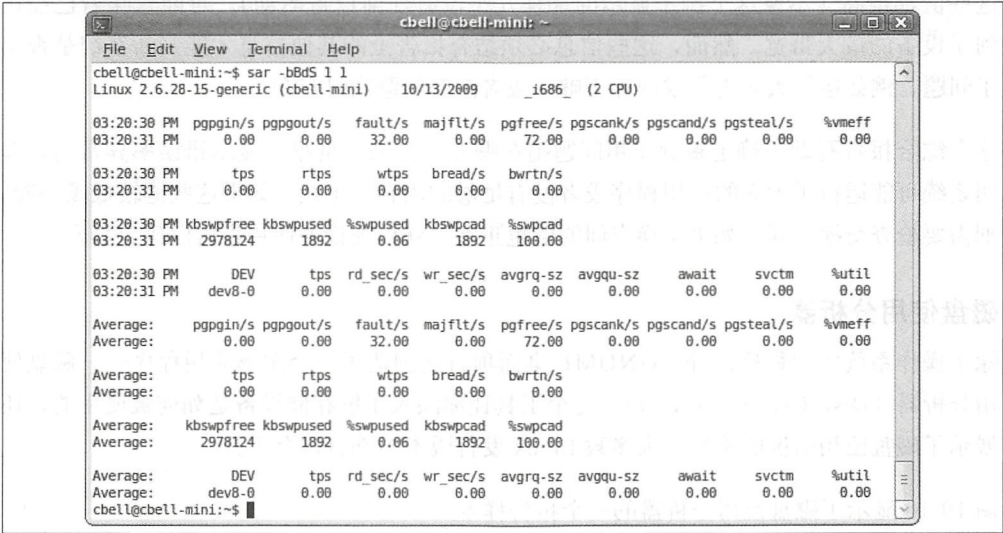 cbell@cbell-mini: ~
File Edit View Terminal Help
cbell@cbell-mini:~$ sar -bBdS 1 1
Linux 2.6.28-15-generic (cbell-mini) 10/13/2009 _i686_ (2 CPU)
03:20:30 PM pgpgin/s pgpgout/s fault/s majflt/s pgfree/s pgscank/s pgscand/s pgsteal/s %vmeff
03:20:31 PM 0.00 0.00 32.00 0.00 72.00 0.00 0.00 0.00 0.00
03:20:30 PM tps rtps wtps bread/s bwrtn/s
03:20:31 PM 0.00 0.00 0.00 0.00 0.00
03:20:30 PM kbswpfree kbswpused %swpused kbswpcad %swpcad
03:20:31 PM 2978124 1892 0.06 1892 100.00
03:20:30 PM DEV tps rd_sec/s wr_sec/s avgrq-sz avgqu-sz await svctm %util
03:20:31 PM dev8-0 0.00 0.00 0.00 0.00 0.00 0.00 0.00 0.00
Average: pgpgin/s pgpgout/s fault/s majflt/s pgfree/s pgscank/s pgscand/s pgsteal/s %vmeff
Average: 0.00 0.00 32.00 0.00 72.00 0.00 0.00 0.00 0.00
Average: tps rtps wtps bread/s bwrtn/s
Average: 0.00 0.00 0.00 0.00 0.00
Average: kbswpfree kbswpused %swpused kbswpcad %swpcad
Average: 2978124 1892 0.06 1892 100.00
Average: DEV tps rd_sec/s wr_sec/s avgrq-sz avgqu-sz await svctm %util
Average: dev8-0 0.00 0.00 0.00 0.00 0.00 0.00 0.00 0.00
cbell@cbell-mini:~$